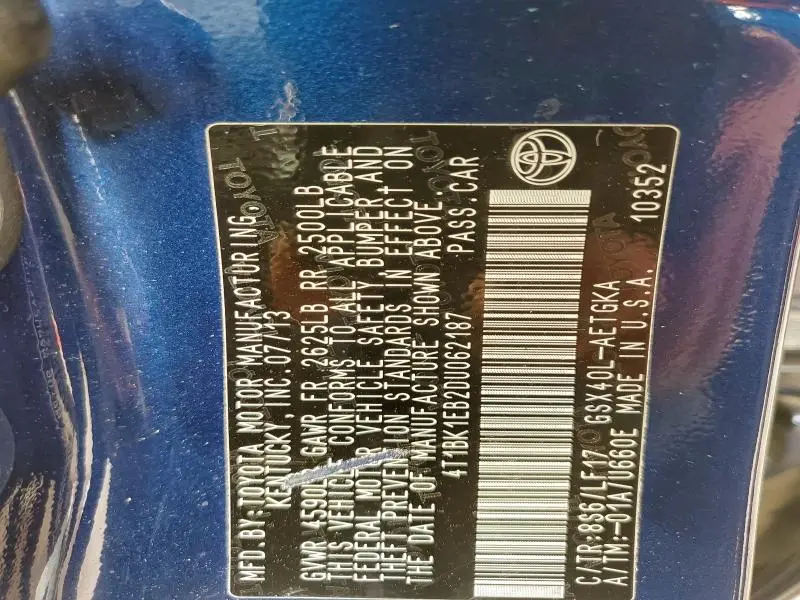 MFD.BY:TOYOTA MOTOR MANUFACTORING,
KENTUCKY, INC.07/13
GVWR 4590LB GAWR FR 2625LB RR 2500LB
THIS VEHICLE CONFORMS TO ALL APPLICABLE
FEDERAL MOTOR VEHICLE SAFETY BUMPER,AND
THEFT PREVENTION STANDARDS IN EFFECT ON
THE DATE OF MANUFACTURE SHOWN ABOVE.
4T1BK1EB2DU062187 PASS.CAR
C/TR:8S6/LF17 GSX40L-AETGKA
A/TM:-01A/U660E MADE IN U.S.A. 10352